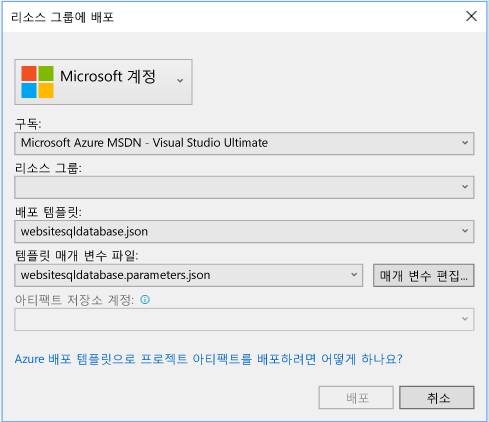 리소스 그룹에 배포
Microsoft 계정
구독:
Microsoft Azure MSDN - Visual Studio Ultimate
리소스 그룹:
배포 템플릿:
websitesqldatabase.json
템플릿 매개 변수 파일:
websitesqldatabase.parameters.json
매개 변수 편집...
아티팩트 저장소 계정:
Azure 배포 템플릿으로 프로젝트 아티팩트를 배포하려면 어떻게 하나요?
배포
취소